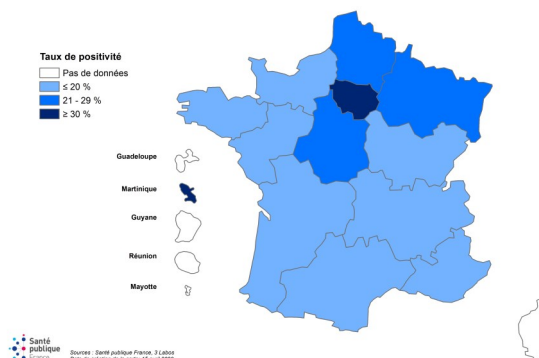 Taux de positivité
Pas de données
≤ 20 %
21 - 29 %
≥ 30 %
Guadeloupe
Martinique
Guyane
Réunion
Mayotte
Santé
publique
France
Sources : Santé publique France, 3 Labos